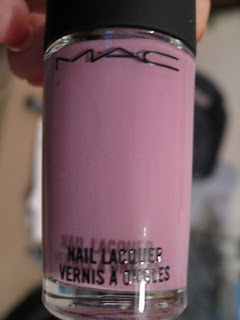 MAC
NAIL LACQUER
VERNIS À ONGLES